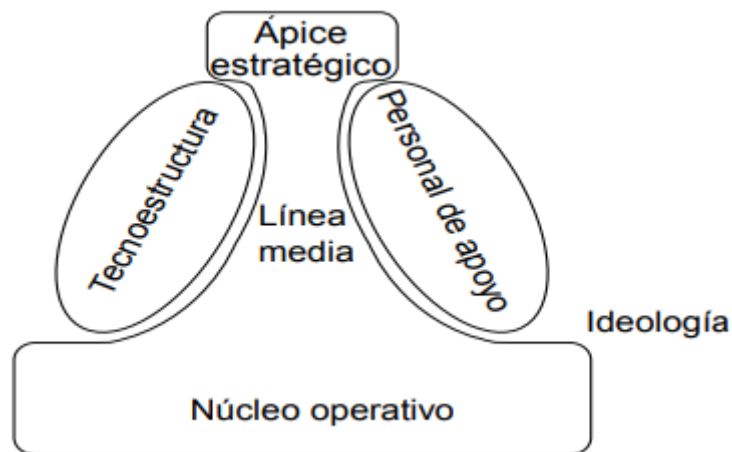 Ápice
estratégico
Tecnoestructura
Personal de apoyo
Línea
media
Ideología
Núcleo operativo